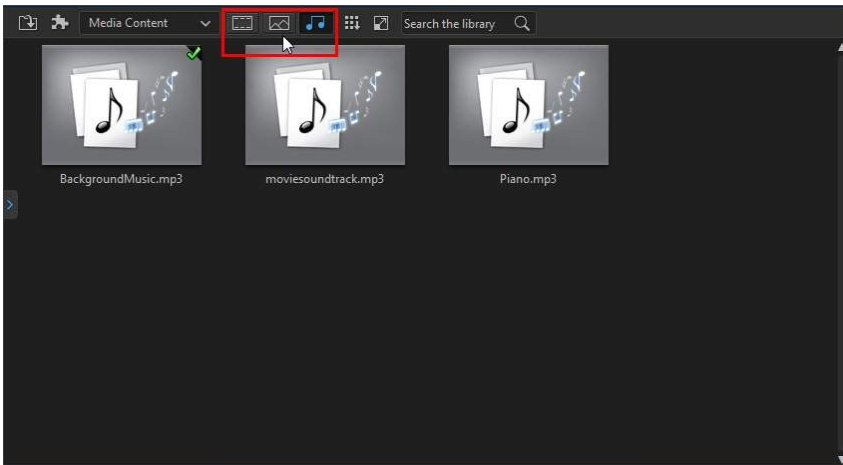 Media Content
Search the library
BackgroundMusic.mp3
moviesoundtrack.mp3
Piano.mp3